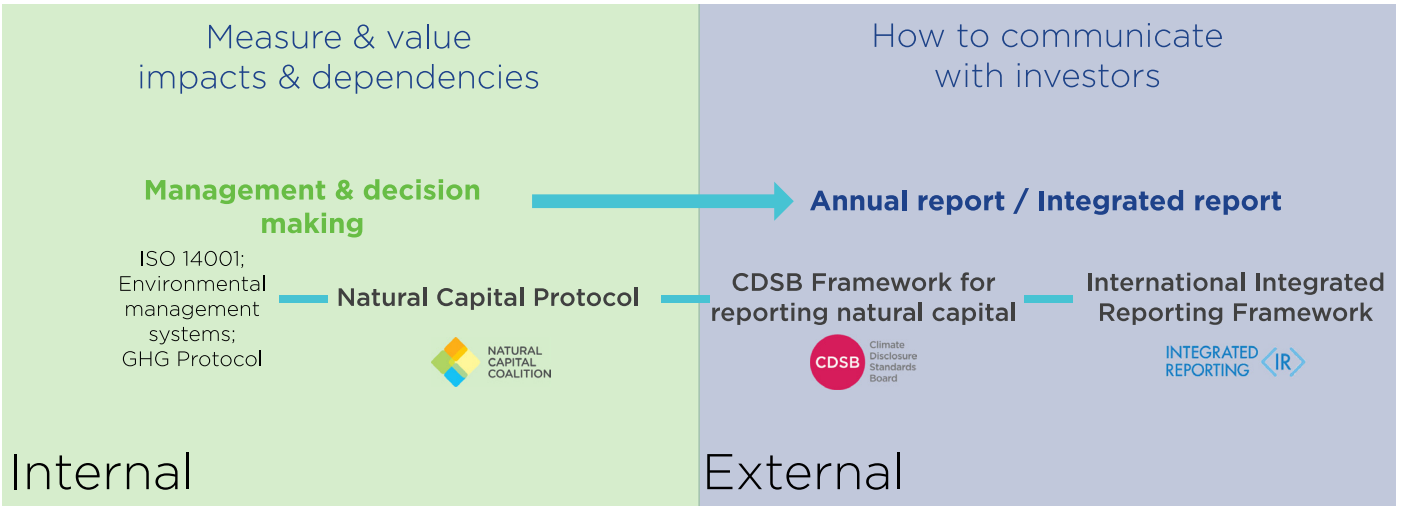 Measure & value
impacts & dependencies
How to communicate
with investors
Management & decision
making
Annual report / Integrated report
ISO 14001;
Environmental
management
systems;
GHG Protocol
Natural Capital Protocol
NATURAL
CAPITAL
COALITION
CDSB Framework for
reporting natural capital
CDSB
Climate
Disclosure
Standards
Board
International Integrated
Reporting Framework
INTEGRATED
REPORTING
IR
Internal
External